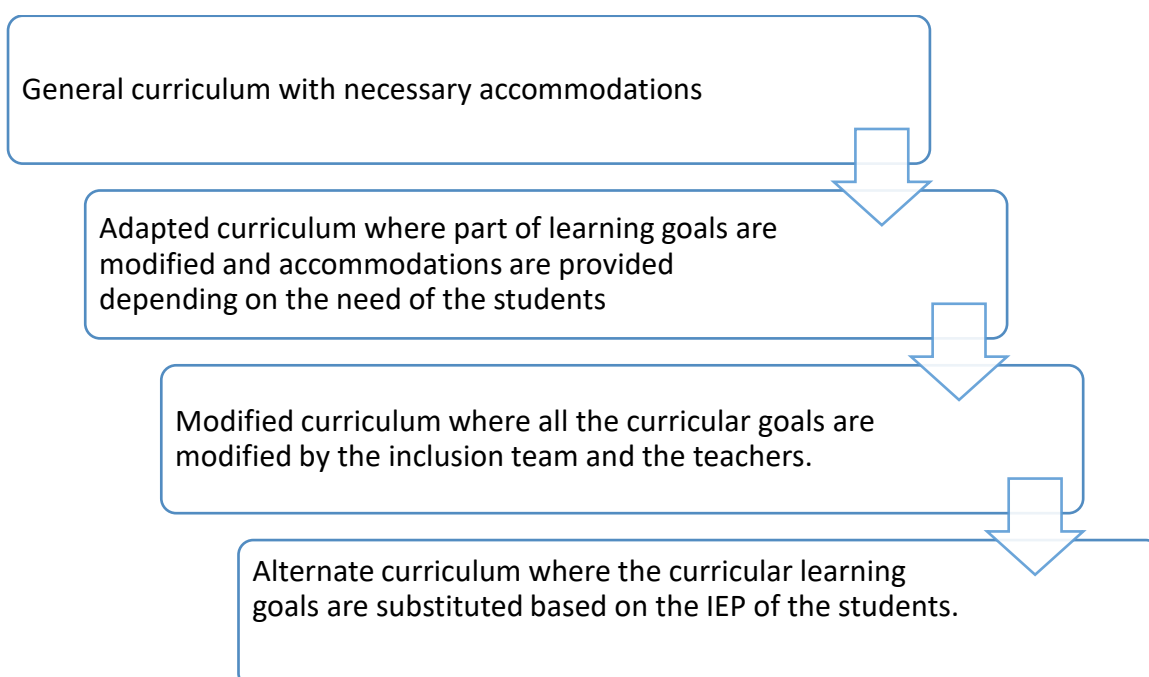 General curriculum with necessary accommodations
Adapted curriculum where part of learning goals are
modified and accommodations are provided
depending on the need of the students
Modified curriculum where all the curricular goals are
modified by the inclusion team and the teachers.
Alternate curriculum where the curricular learning
goals are substituted based on the IEP of the students.